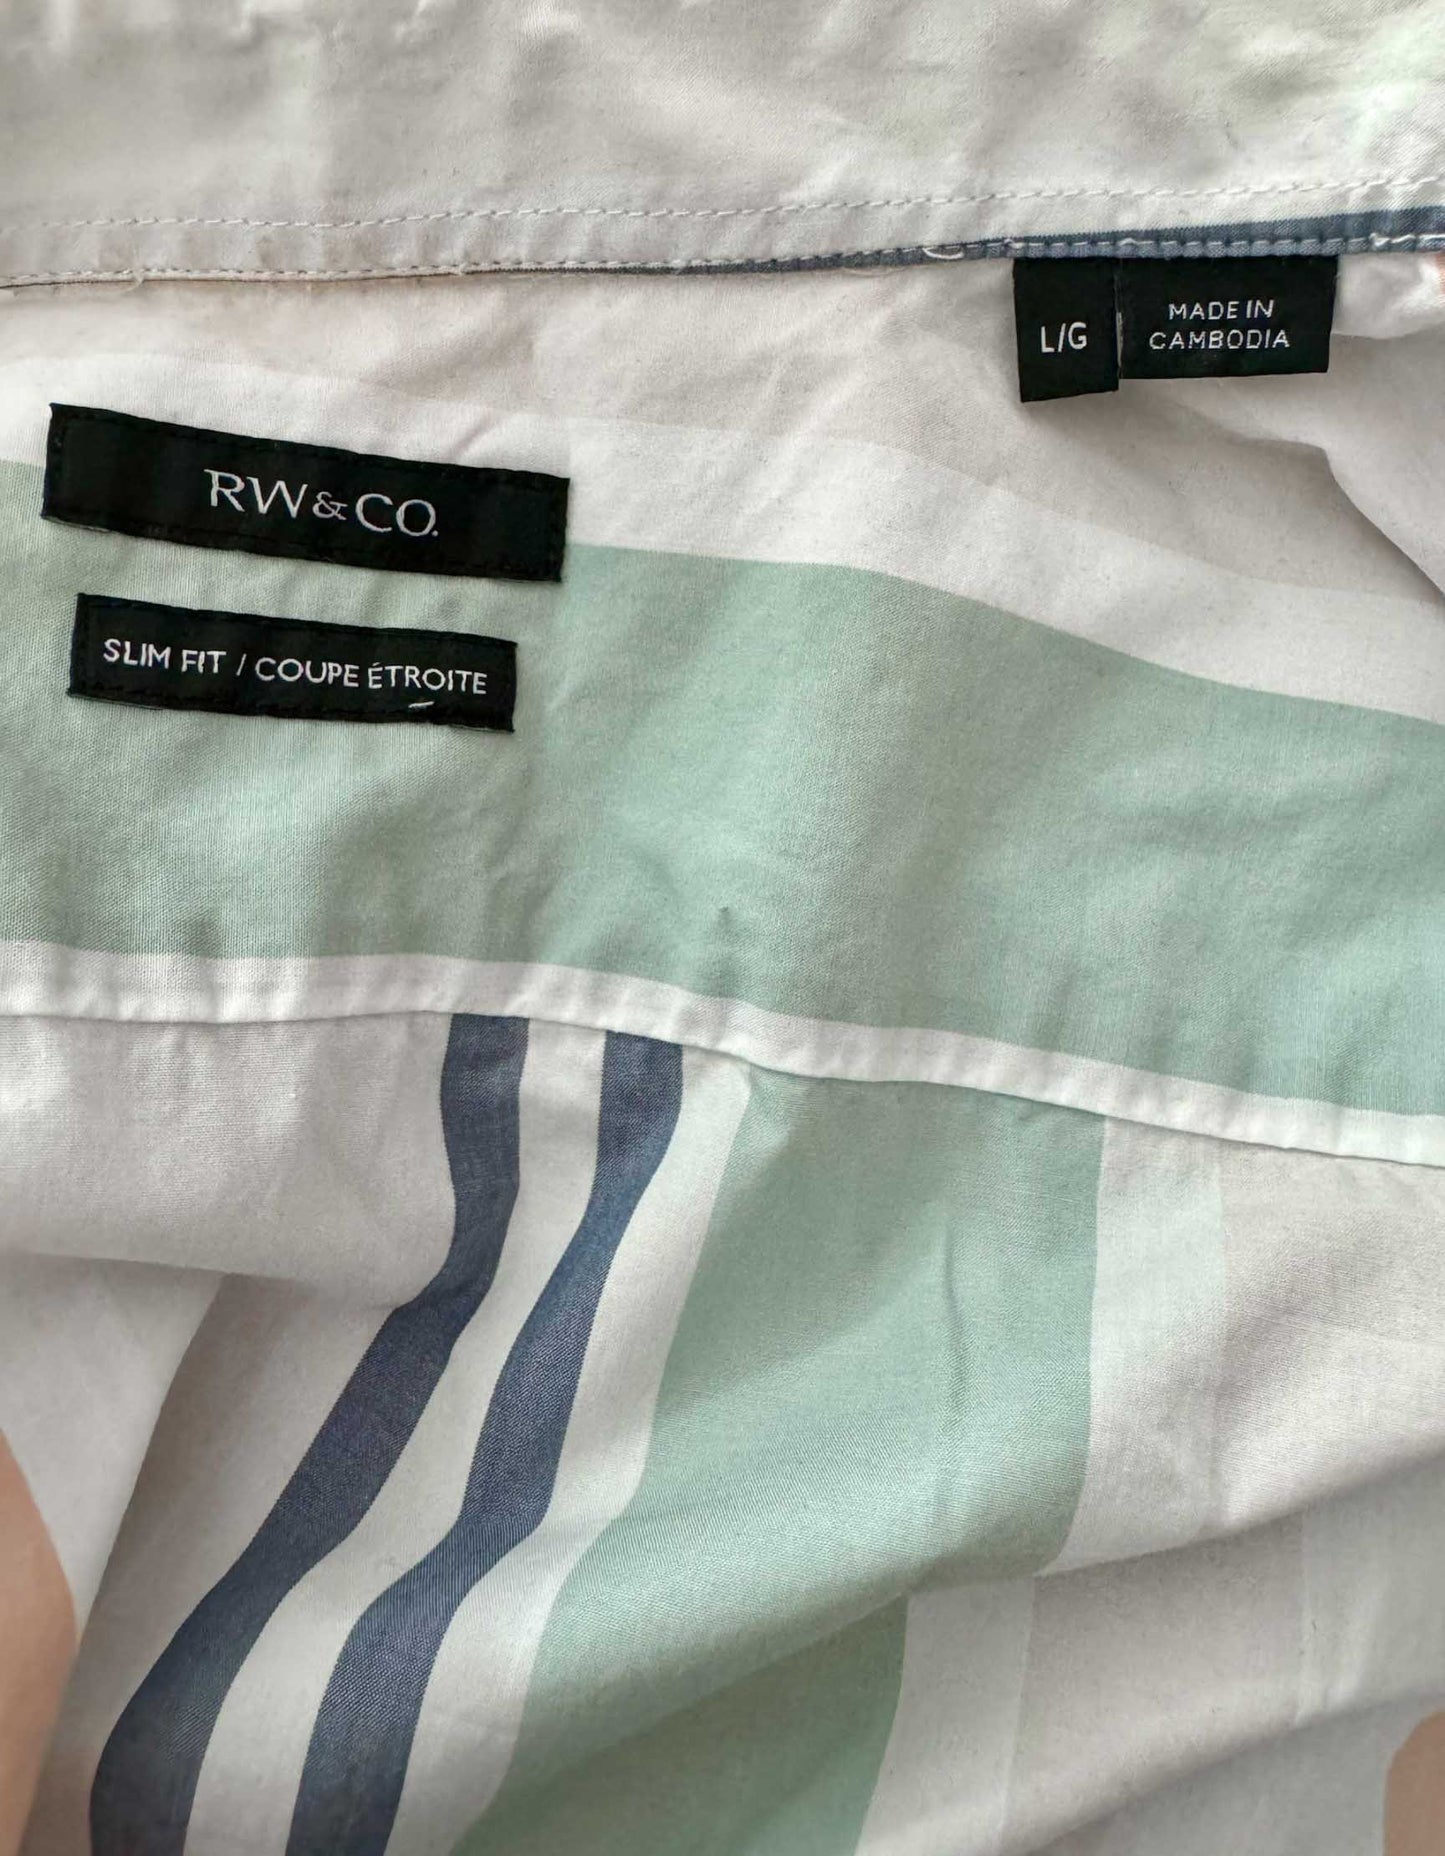 L/G
MADE IN
CAMBODIA
RW&CO.
SLIM FIT / COUPE ÉTROITE